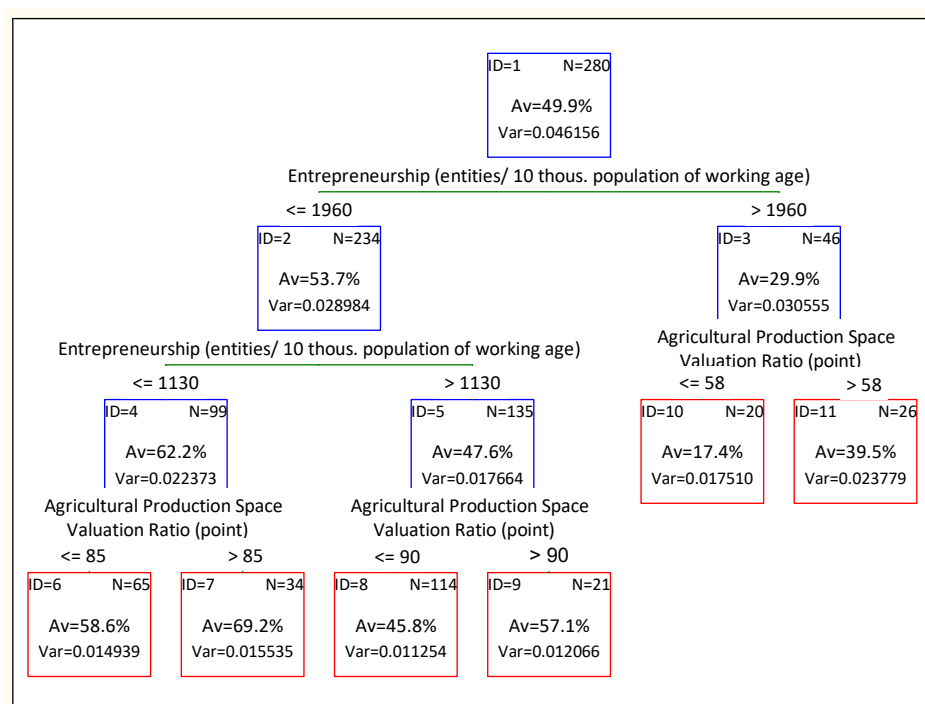 ID=1 N=280
Av=49.9%
Var=0.046156
Entrepreneurship (entities/ 10 thous. population of working age)
<= 1960 > 1960
ID=2 N=234 ID=3 N=46
Av=53.7% Av=29.9%
Var=0.028984 Var=0.030555
Entrepreneurship (entities/ 10 thous. population of working age)
Agricultural Production Space
Valuation Ratio (point)
<= 1130 > 1130 <= 58 > 58
ID=4 N=99 ID=5 N=135 ID=10 N=20 ID=11 N=26
Av=62.2% Av=47.6% Av=17.4% Av=39.5%
Var=0.022373 Var=0.017664 Var=0.017510 Var=0.023779
Agricultural Production Space Agricultural Production Space
Valuation Ratio (point) Valuation Ratio (point)
<= 85 > 85 <= 90 > 90
ID=6 N=65 ID=7 N=34 ID=8 N=114 ID=9 N=21
Av=58.6% Av=69.2% Av=45.8% Av=57.1%
Var=0.014939 Var=0.015535 Var=0.011254 Var=0.012066